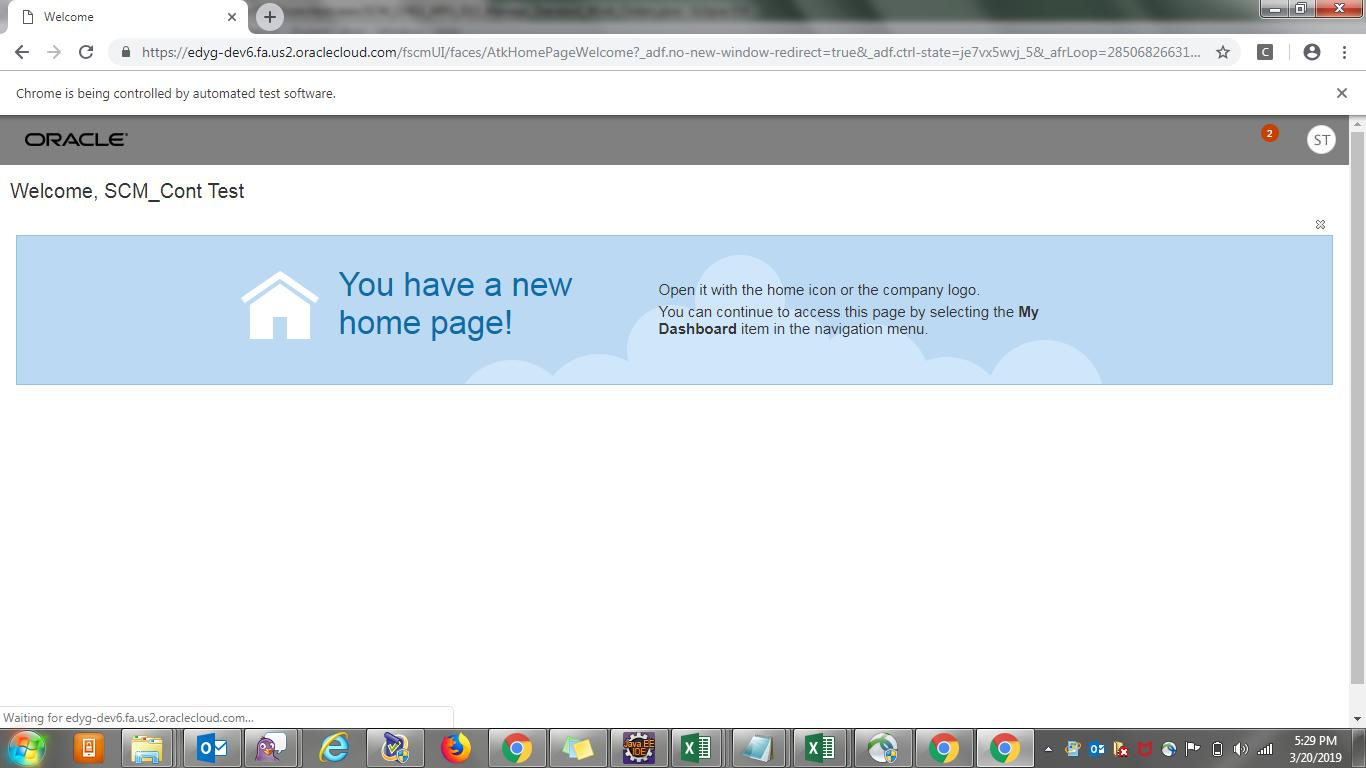 Welcome
https://edyg-dev6.fa.us2.oraclecloud.com/fscmUI/faces/AtkHomePageWelcome?_adf.no-new-window-redirect=true&_adf.ctrl-state=je7vx5wvj_5&_afrLoop=28506826631...
C
Chrome is being controlled by automated test software.
ORACLE
2
ST
Welcome, SCM_Cont Test
You have a new
home page!
Open it with the home icon or the company logo.
You can continue to access this page by selecting the My
Dashboard item in the navigation menu.
Waiting for edyg-dev6.fa.us2.oraclecloud.com...
Java EE
IDE
5:29 PM
3/20/2019